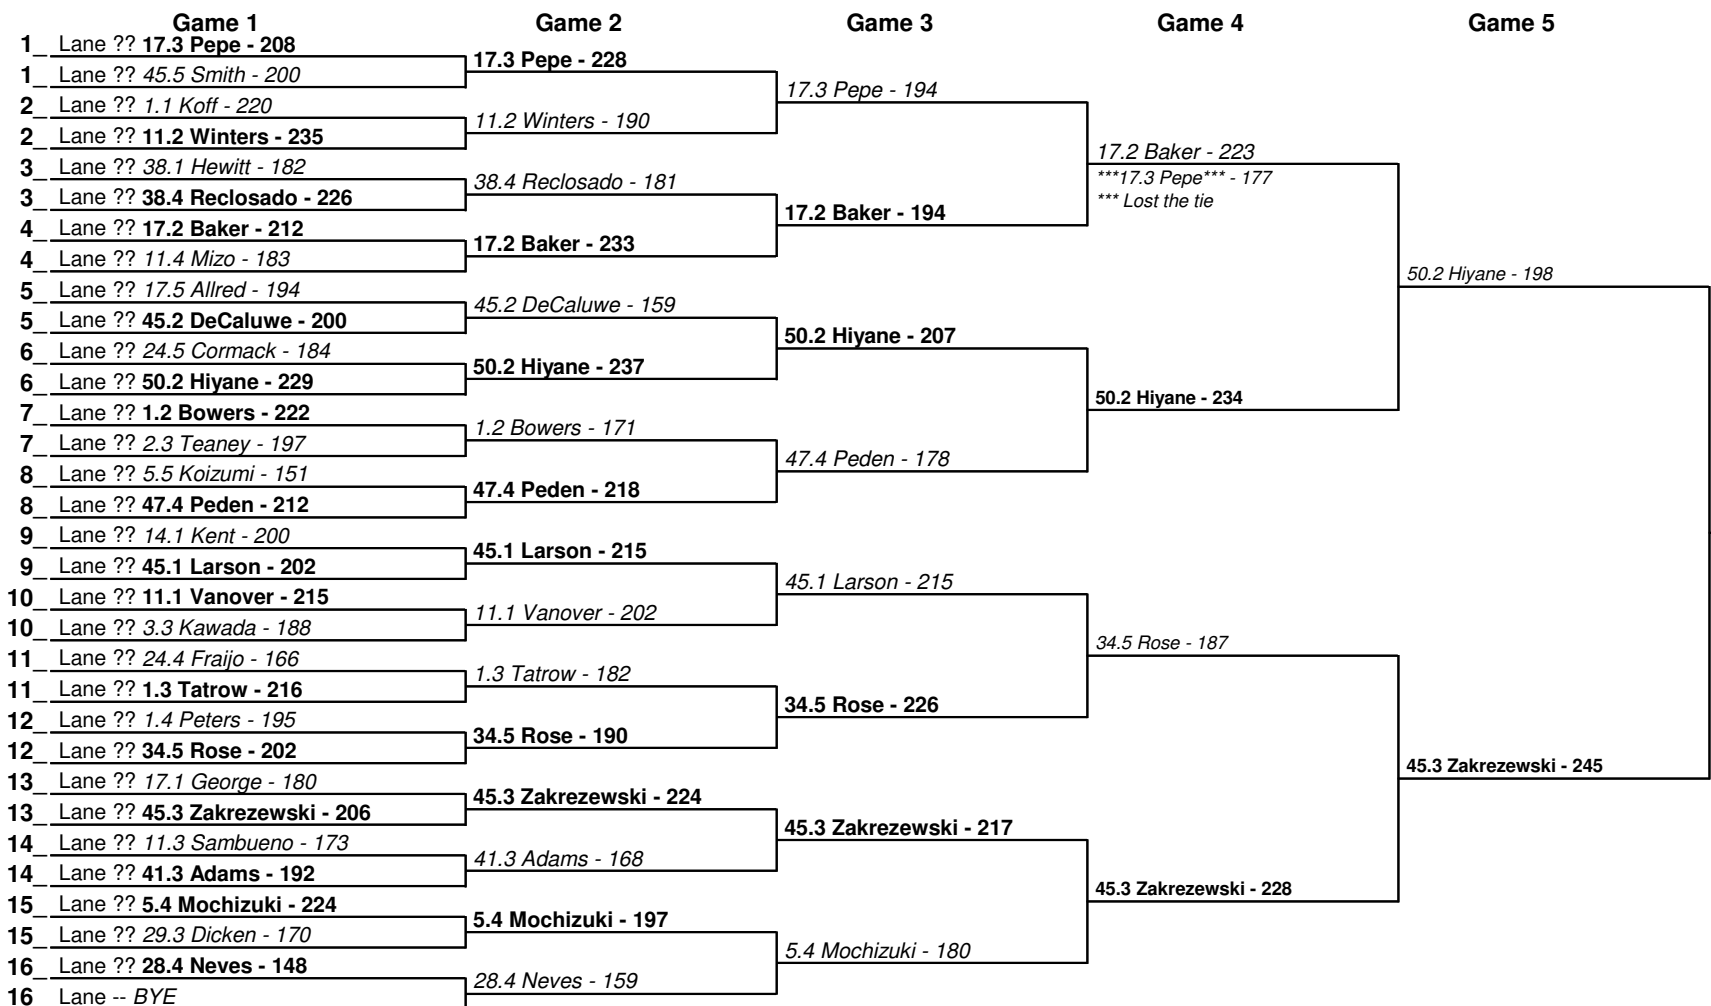 Game 1 Game 2 Game 3 Game 4 Game 5
1_ Lane ?? 17.3 Pepe - 208
1_ Lane ?? 45.5 Smith - 200
2_ Lane ?? 1.1 Koff - 220
2_ Lane ?? 11.2 Winters - 235
3_ Lane ?? 38.1 Hewitt - 182
3_ Lane ?? 38.4 Reclosado - 226
4_ Lane ?? 17.2 Baker - 212
4_ Lane ?? 11.4 Mizo - 183
5_ Lane ?? 17.5 Allred - 194
5_ Lane ?? 45.2 DeCaluwe - 200
6_ Lane ?? 24.5 Cormack - 184
6_ Lane ?? 50.2 Hiyane - 229
7_ Lane ?? 1.2 Bowers - 222
7_ Lane ?? 2.3 Teaney - 197
8_ Lane ?? 5.5 Koizumi - 151
8_ Lane ?? 47.4 Peden - 212
9_ Lane ?? 14.1 Kent - 200
9_ Lane ?? 45.1 Larson - 202
10_ Lane ?? 11.1 Vanover - 215
10_ Lane ?? 3.3 Kawada - 188
11_ Lane ?? 24.4 Fraijo - 166
11_ Lane ?? 1.3 Tatrow - 216
12_ Lane ?? 1.4 Peters - 195
12_ Lane ?? 34.5 Rose - 202
13_ Lane ?? 17.1 George - 180
13_ Lane ?? 45.3 Zakrezewski - 206
14_ Lane ?? 11.3 Sambueno - 173
14_ Lane ?? 41.3 Adams - 192
15_ Lane ?? 5.4 Mochizuki - 224
15_ Lane ?? 29.3 Dicken - 170
16_ Lane ?? 28.4 Neves - 148
16 Lane -- BYE
17.3 Pepe - 228
11.2 Winters - 190
38.4 Reclosado - 181
17.2 Baker - 233
45.2 DeCaluwe - 159
50.2 Hiyane - 237
1.2 Bowers - 171
47.4 Peden - 218
45.1 Larson - 215
11.1 Vanover - 202
1.3 Tatrow - 182
34.5 Rose - 190
45.3 Zakrezewski - 224
41.3 Adams - 168
5.4 Mochizuki - 197
28.4 Neves - 159
17.3 Pepe - 194
17.2 Baker - 194
50.2 Hiyane - 207
47.4 Peden - 178
45.1 Larson - 215
34.5 Rose - 226
45.3 Zakrezewski - 217
5.4 Mochizuki - 180
17.2 Baker - 223
***17.3 Pepe*** - 177
*** Lost the tie
50.2 Hiyane - 234
34.5 Rose - 187
45.3 Zakrezewski - 228
50.2 Hiyane - 198
45.3 Zakrezewski - 245